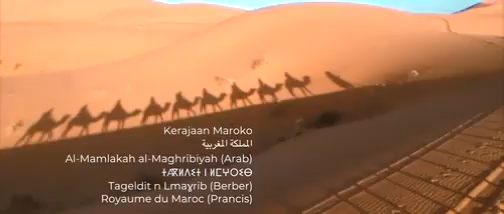 Kerajaan Maroko
المملكة المغربية
Al-Mamlakah al-Maghribiyah (Arab)
ⵜⴰⴳⵍⴷⵉⵜ ⵏ ⵍⵎⵖⵔⵉⴱ
Tageldit n Lmaɣrib (Berber)
Royaume du Maroc (Prancis)